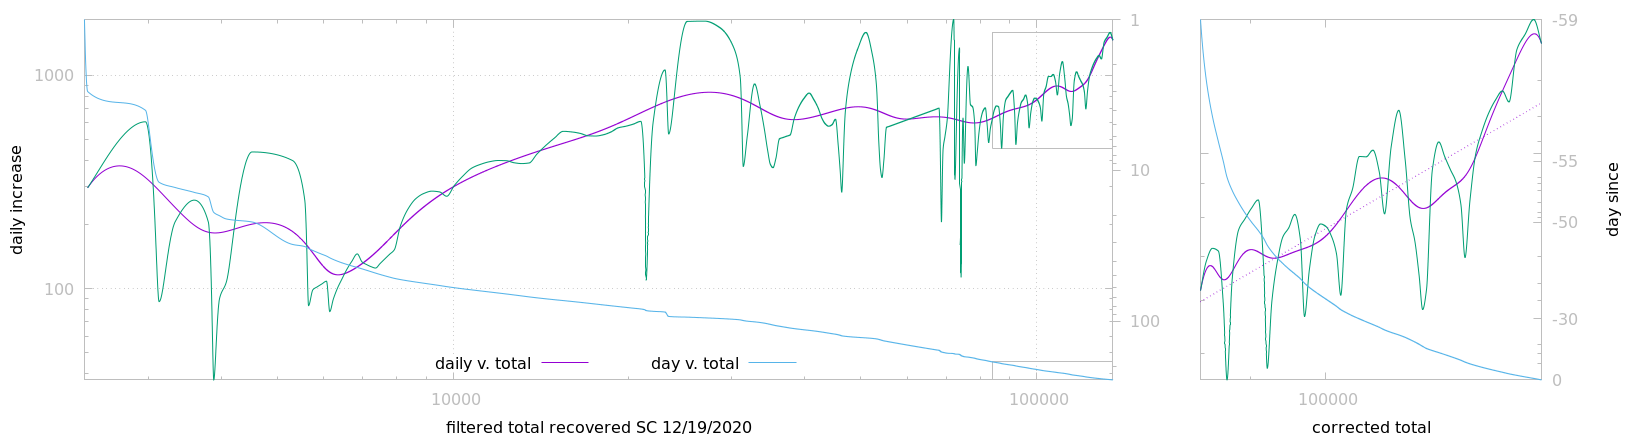 daily increase
1000
100
1
10
100
daily v. total
day v. total
10000
100000
filtered total recovered SC 12/19/2020
-59
-55
-50
-30
0
day since
100000
corrected total